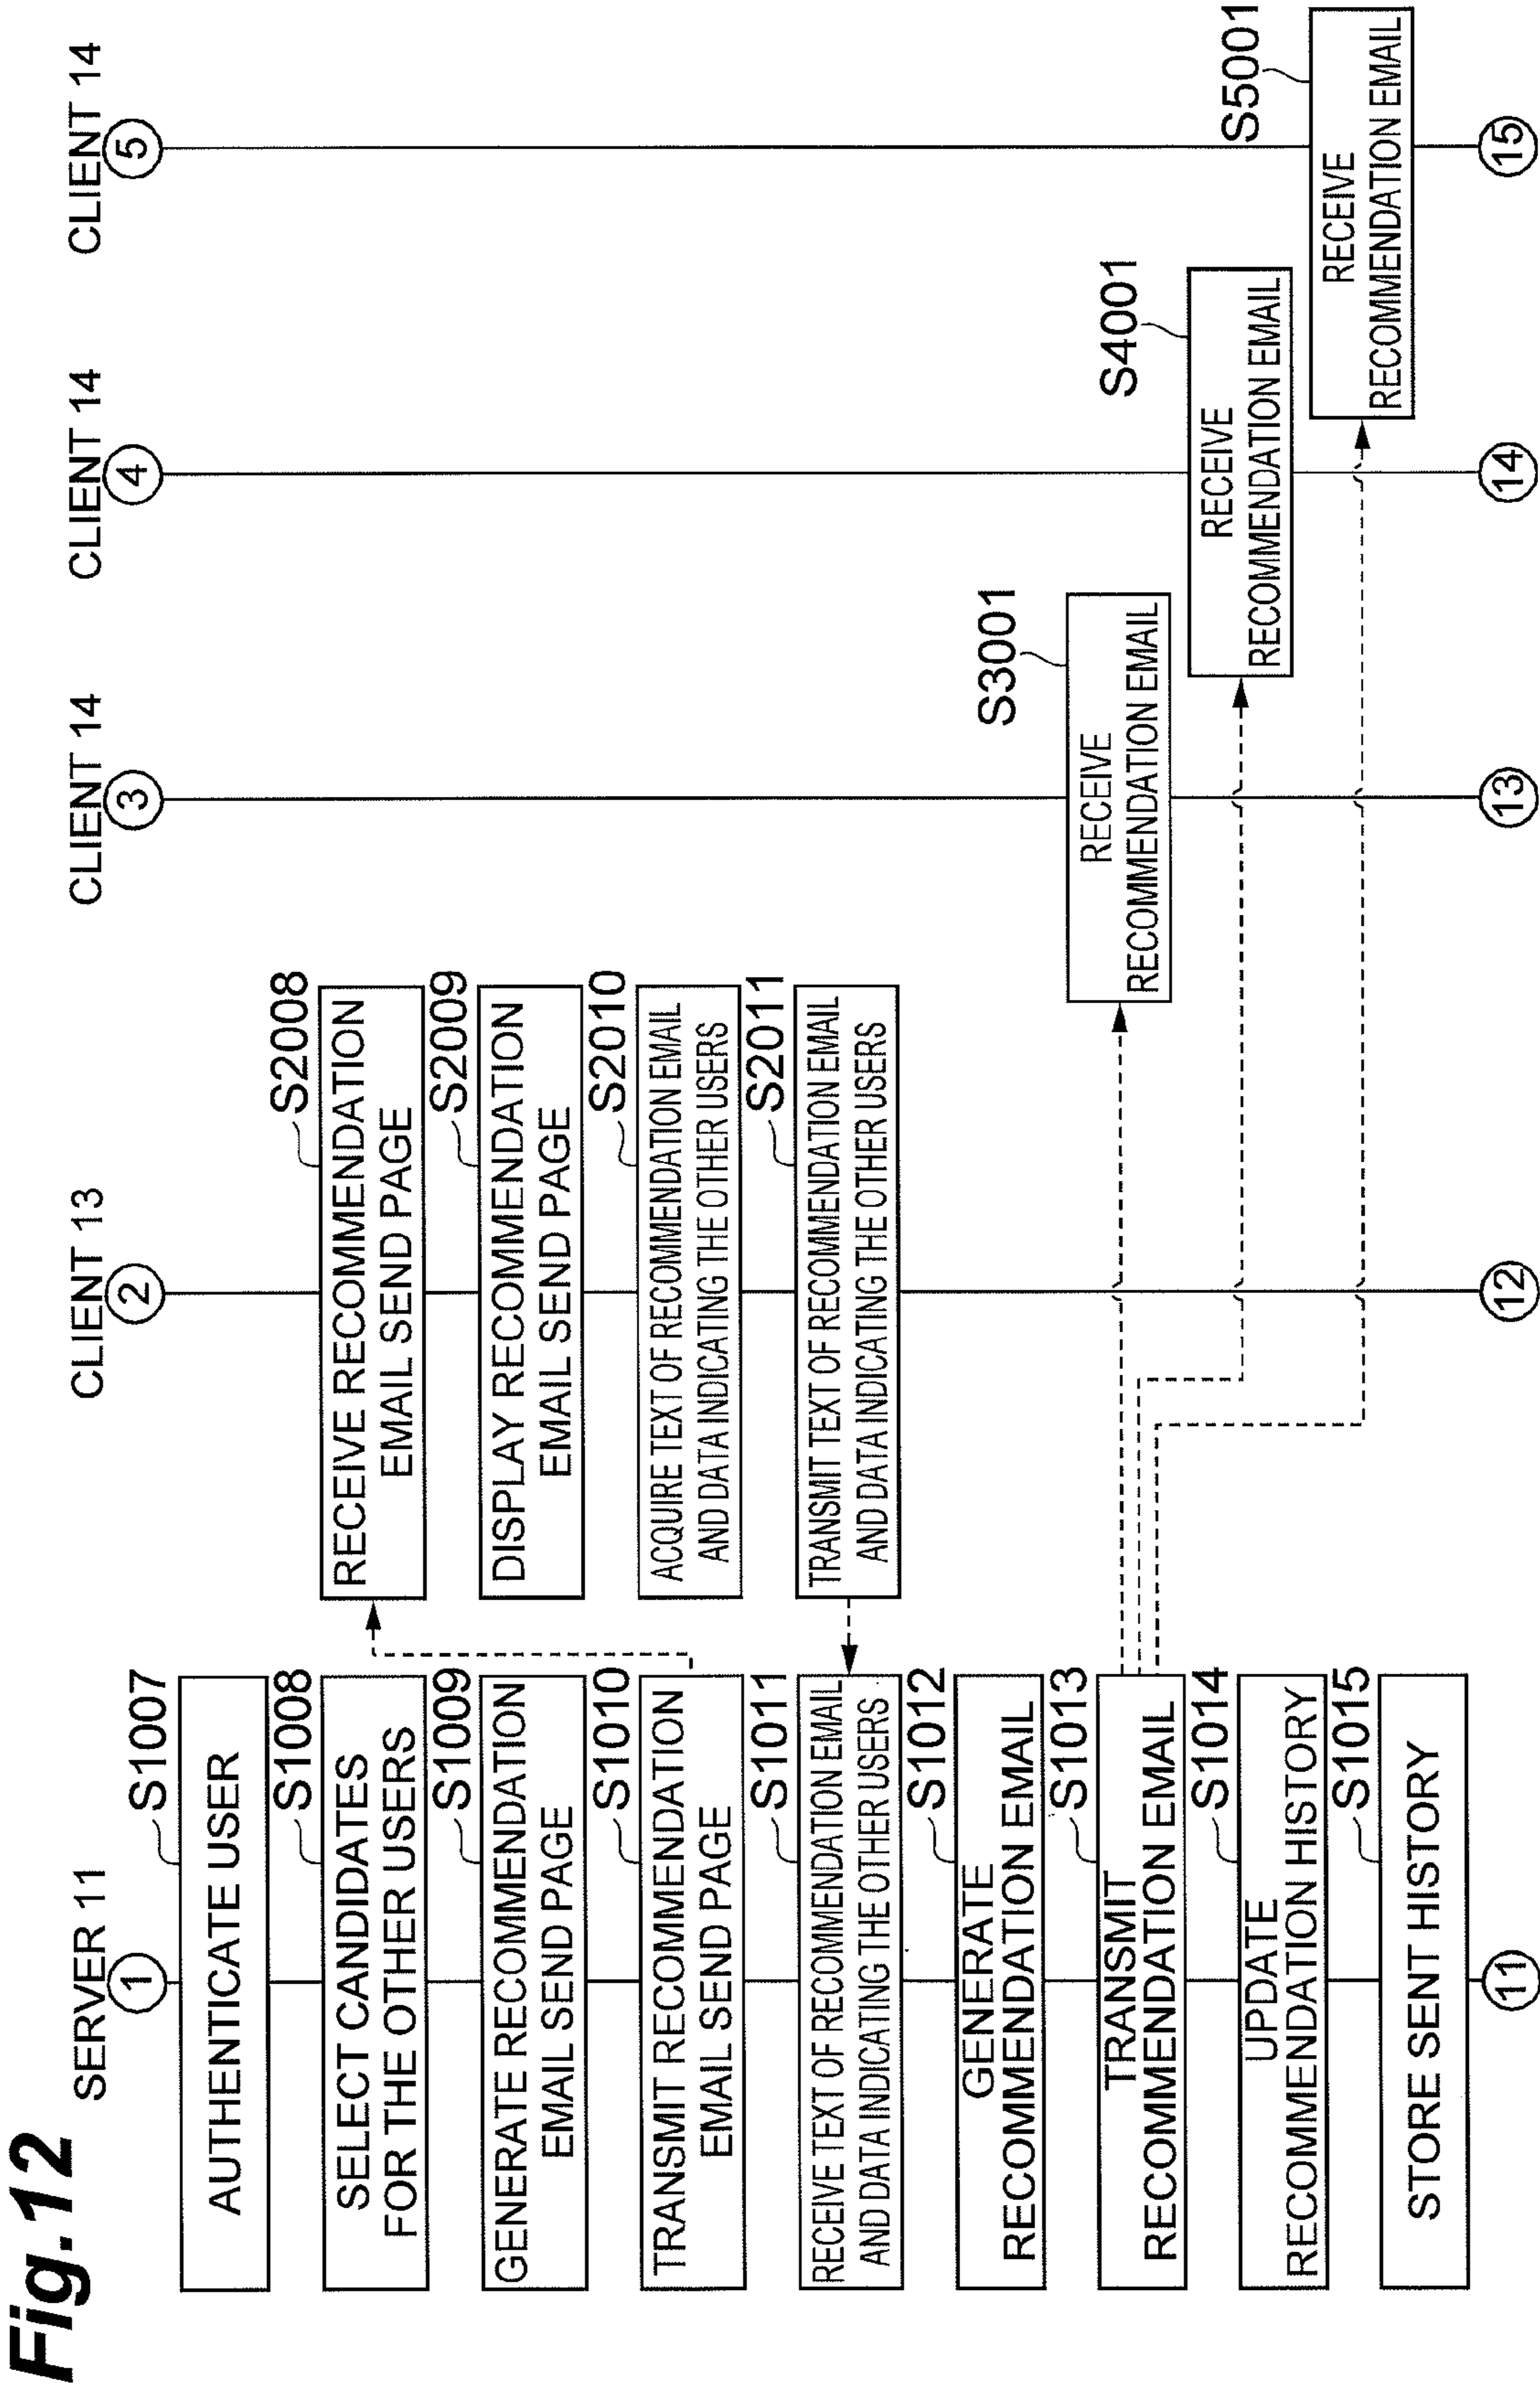 Fig.12
SERVER 11
1
S1007
AUTHENTICATE USER
S1008
SELECT CANDIDATES
FOR THE OTHER USERS
S1009
GENERATE RECOMMENDATION
EMAIL SEND PAGE
S1010
TRANSMIT RECOMMENDATION
EMAIL SEND PAGE
S1011
RECEIVE TEXT OF RECOMMENDATION EMAIL
AND DATA INDICATING THE OTHER USERS
S1012
GENERATE
RECOMMENDATION EMAIL
S1013
TRANSMIT
RECOMMENDATION EMAIL
S1014
UPDATE
RECOMMENDATION HISTORY
S1015
STORE SENT HISTORY
11
CLIENT 13
2
S2008
RECEIVE RECOMMENDATION
EMAIL SEND PAGE
S2009
DISPLAY RECOMMENDATION
EMAIL SEND PAGE
S2010
ACQUIRE TEXT OF RECOMMENDATION EMAIL
AND DATA INDICATING THE OTHER USERS
S2011
TRANSMIT TEXT OF RECOMMENDATION EMAIL
AND DATA INDICATING THE OTHER USERS
12
CLIENT 14
3
S3001
RECEIVE
RECOMMENDATION EMAIL
13
CLIENT 14
4
S4001
RECEIVE
RECOMMENDATION EMAIL
14
CLIENT 14
5
S5001
RECEIVE
RECOMMENDATION EMAIL
15